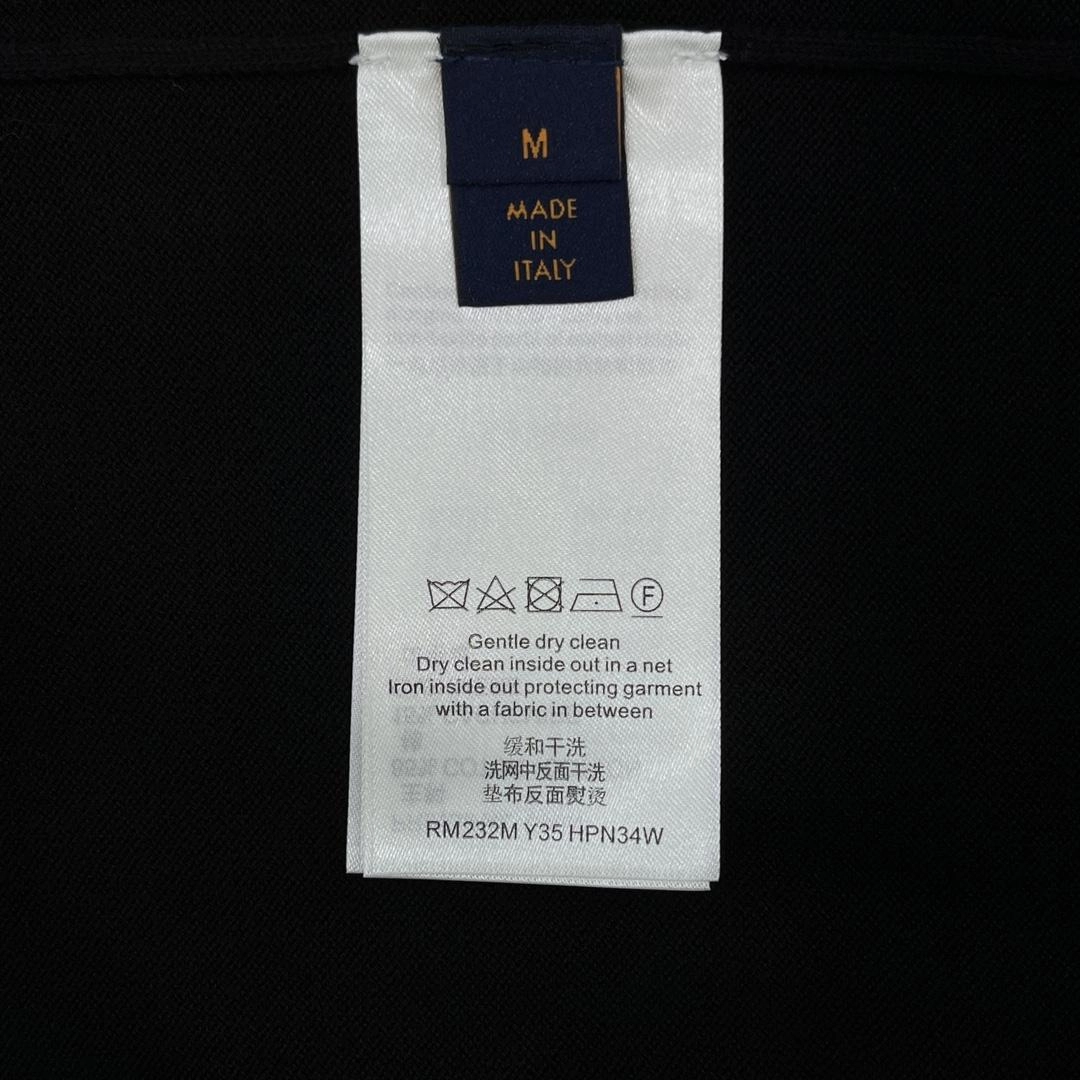 M
MADE
IN
ITALY
F
Gentle dry clean
Dry clean inside out in a net
Iron inside out protecting garment
with a fabric in between
缓和干洗
洗网中反面干洗
垫布反面熨烫
RM232M Y35 HPN34W